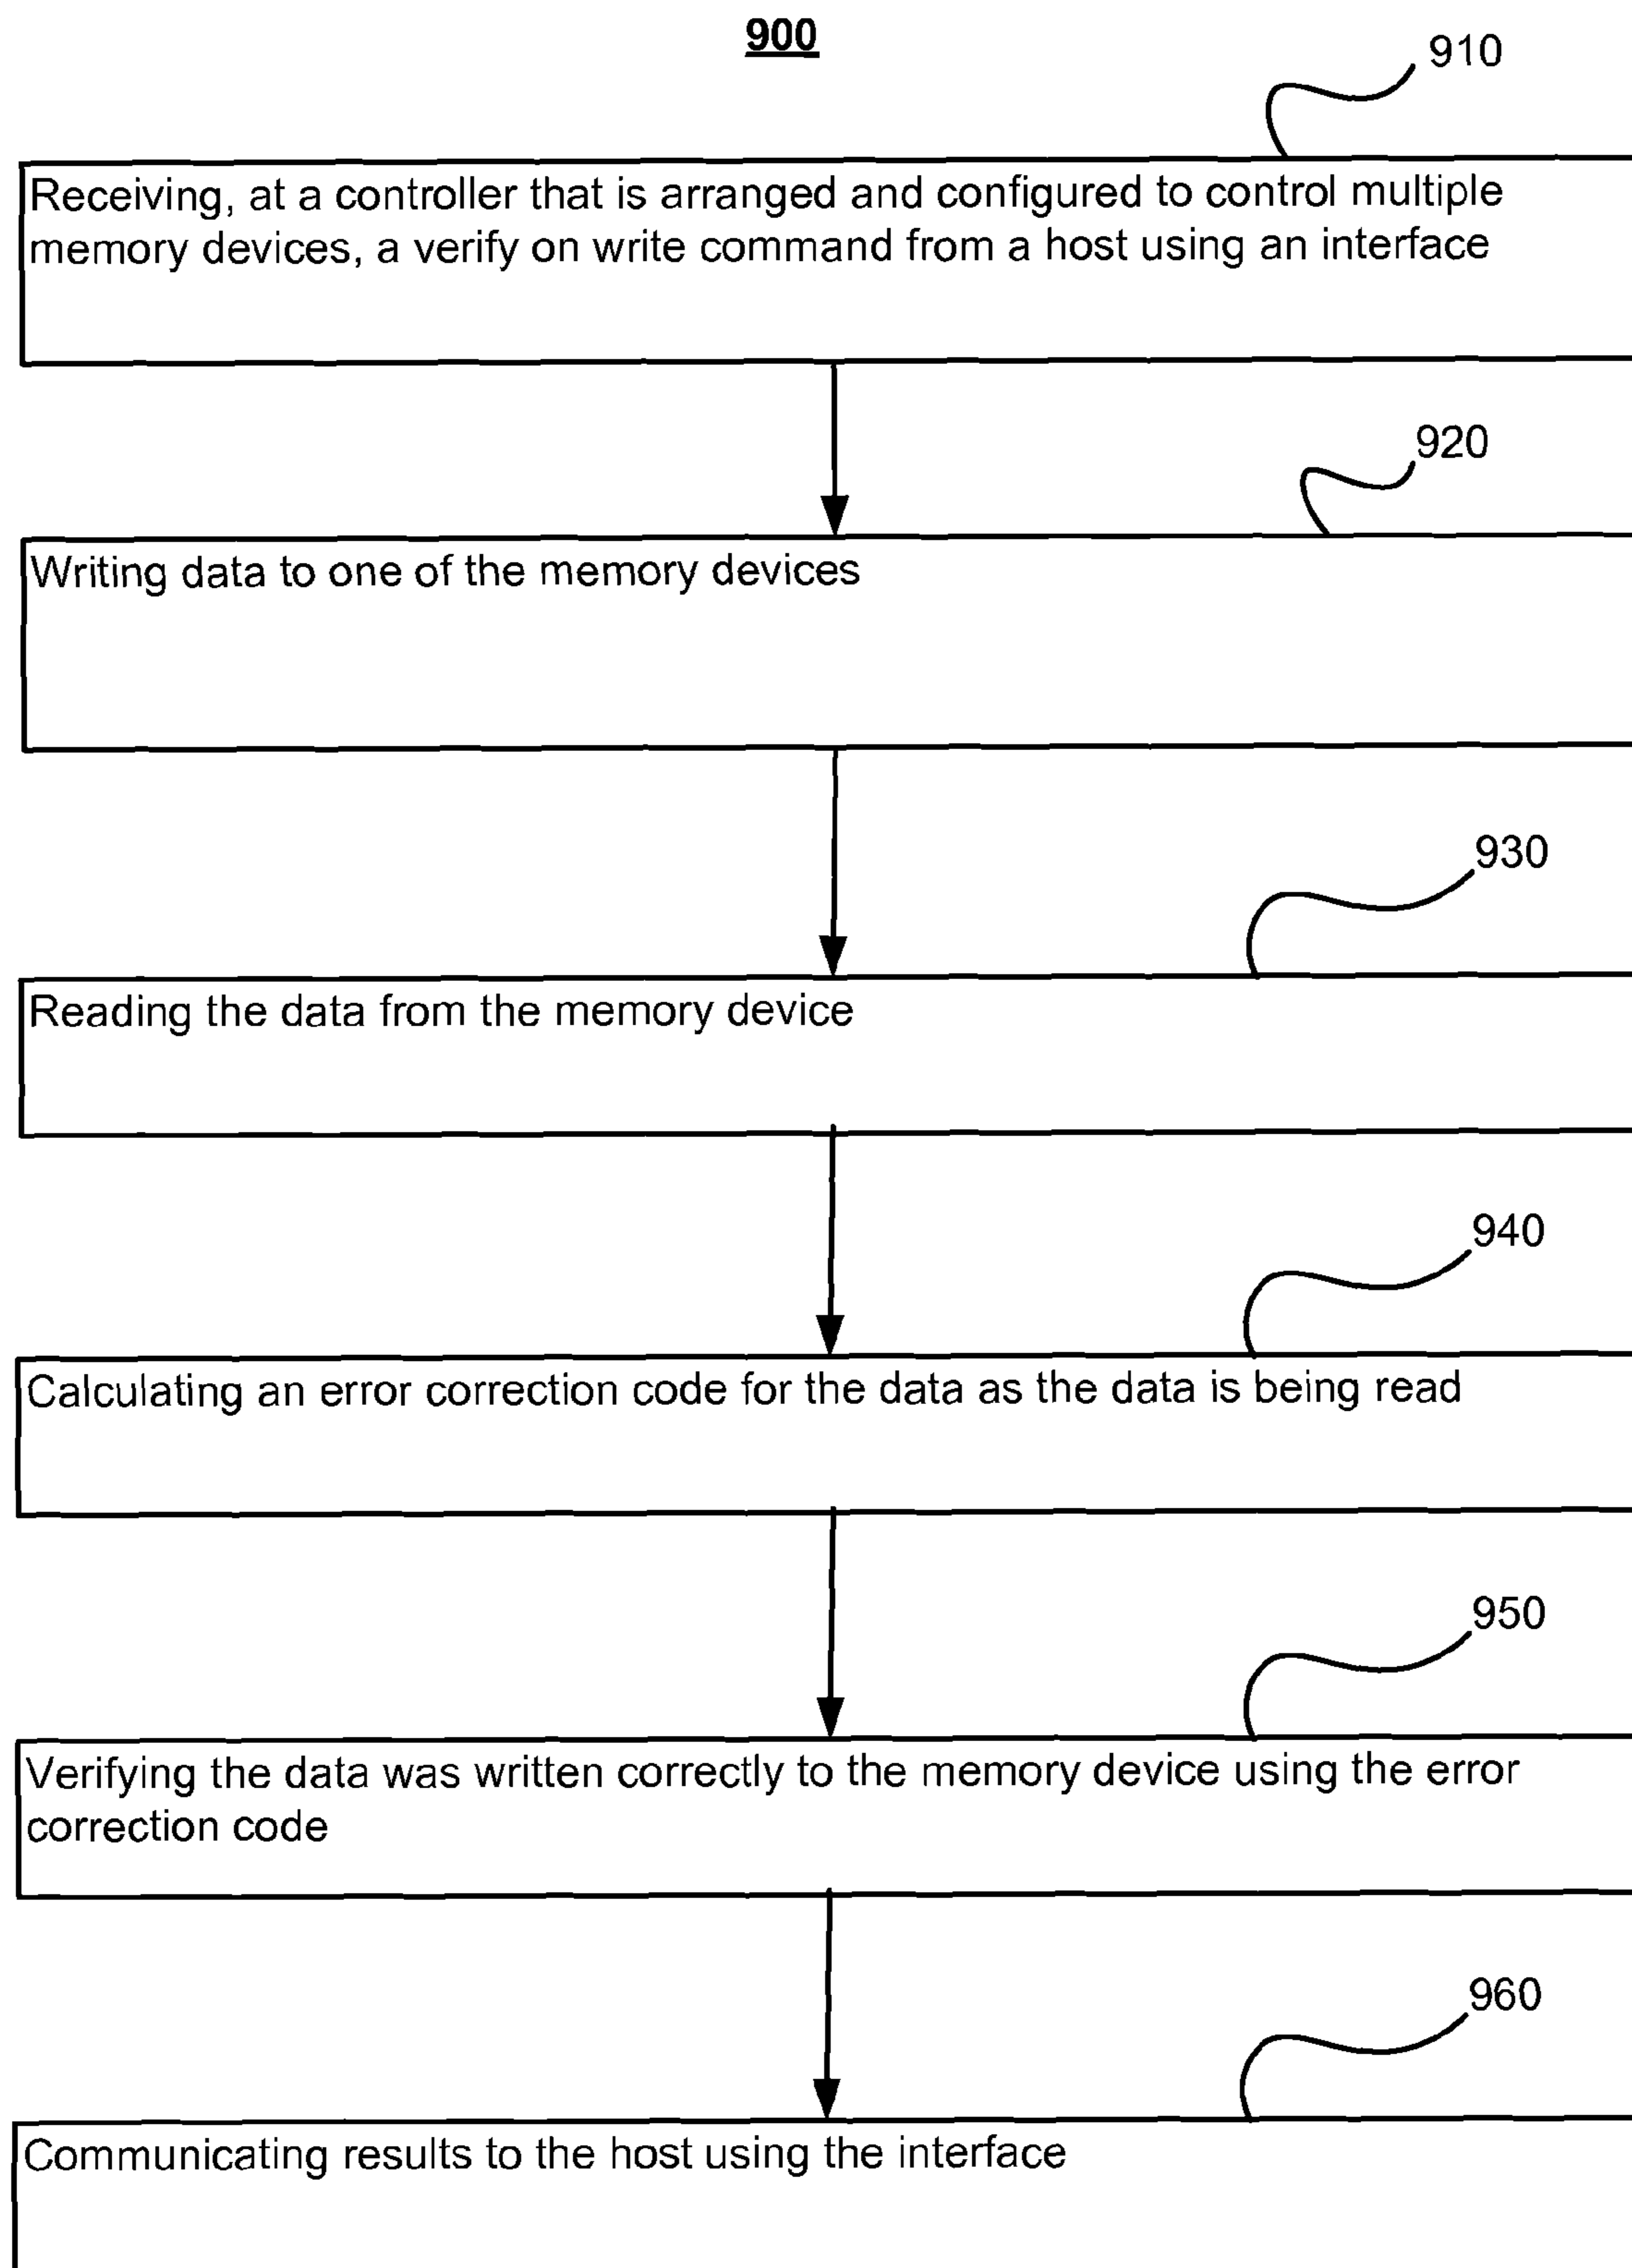 900
910
Receiving, at a controller that is arranged and configured to control multiple
memory devices, a verify on write command from a host using an interface
920
Writing data to one of the memory devices
930
Reading the data from the memory device
940
Calculating an error correction code for the data as the data is being read
950
Verifying the data was written correctly to the memory device using the error
correction code
960
Communicating results to the host using the interface